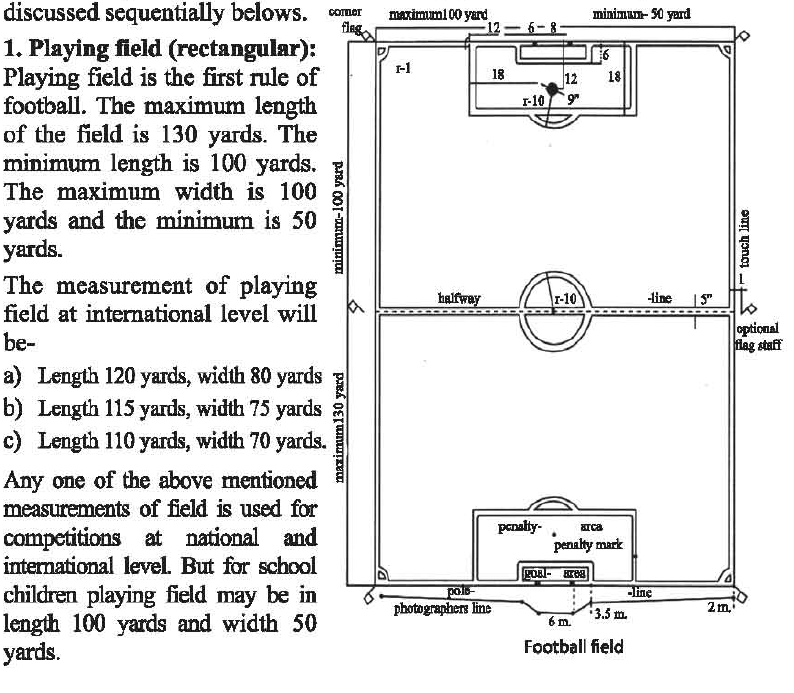 discussed sequentially belows.
1. Playing field (rectangular):
Playing field is the first rule of
football. The maximum length
of the field is 130 yards. The
minimum length is 100 yards.
The maximum width is 100
yards and the minimum is 50
yards.
The measurement of playing
field at international level will
be-
a) Length 120 yards, width 80 yards
b) Length 115 yards, width 75 yards
c) Length 110 yards, width 70 yards.
Any one of the above mentioned
measurements of field is used for
competitions at national and
international level. But for school
children playing field may be in
length 100 yards and width 50
yards.
corner
flag
maximum100 yard
minimum- 50 yard
12 6- 8
r-1
6
18
12
18
r-10
9"
minimum-100 yard
touch line
1
halfway
r-10
-line
5"
optional
flag staff
maximum130 yard
penalty-
area
penalty mark
goal- area
pole-
-line
photographers line
6 m.
3.5 m.
2 m.
Football field